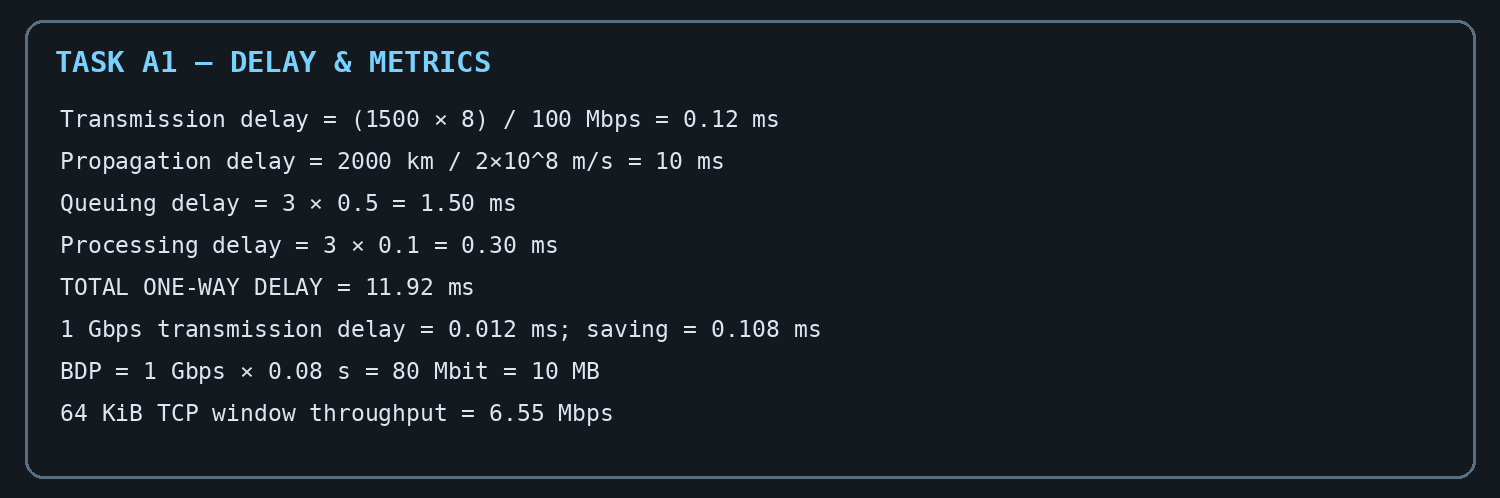 TASK A1 — DELAY & METRICS
Transmission delay = (1500 × 8) / 100 Mbps = 0.12 ms
Propagation delay = 2000 km / 2×10^8 m/s = 10 ms
Queuing delay = 3 × 0.5 = 1.50 ms
Processing delay = 3 × 0.1 = 0.30 ms
TOTAL ONE-WAY DELAY = 11.92 ms
1 Gbps transmission delay = 0.012 ms; saving = 0.108 ms
BDP = 1 Gbps × 0.08 s = 80 Mbit = 10 MB
64 KiB TCP window throughput = 6.55 Mbps